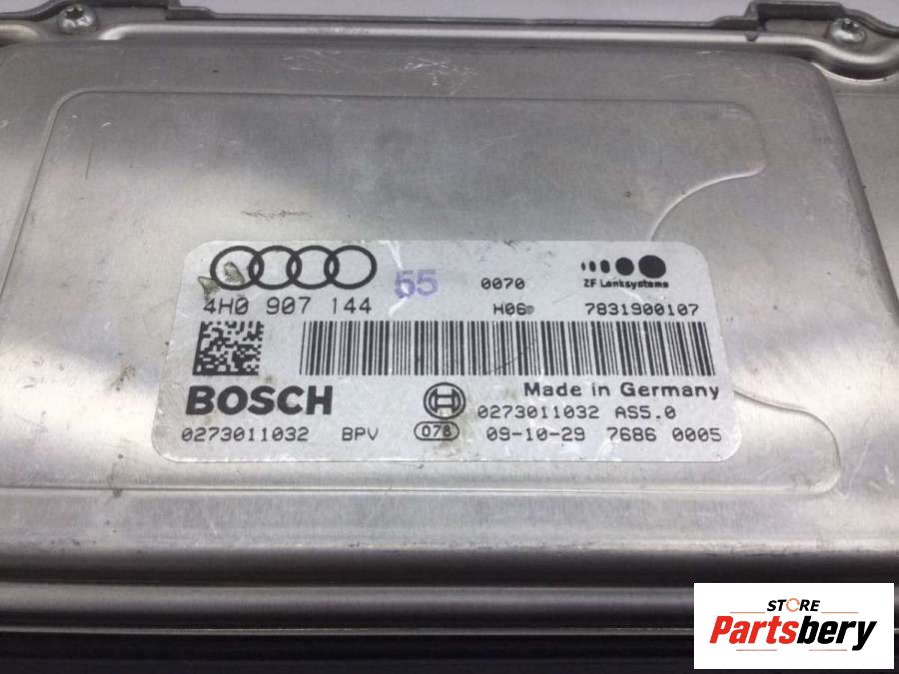 4H0 907 144 55 0070 H06 ZF Lenksysteme 7831900107
BOSCH Made in Germany
0273011032 AS5.0
0273011032 BPV 078 09-10-29 7686 0005
STORE
Partsbery